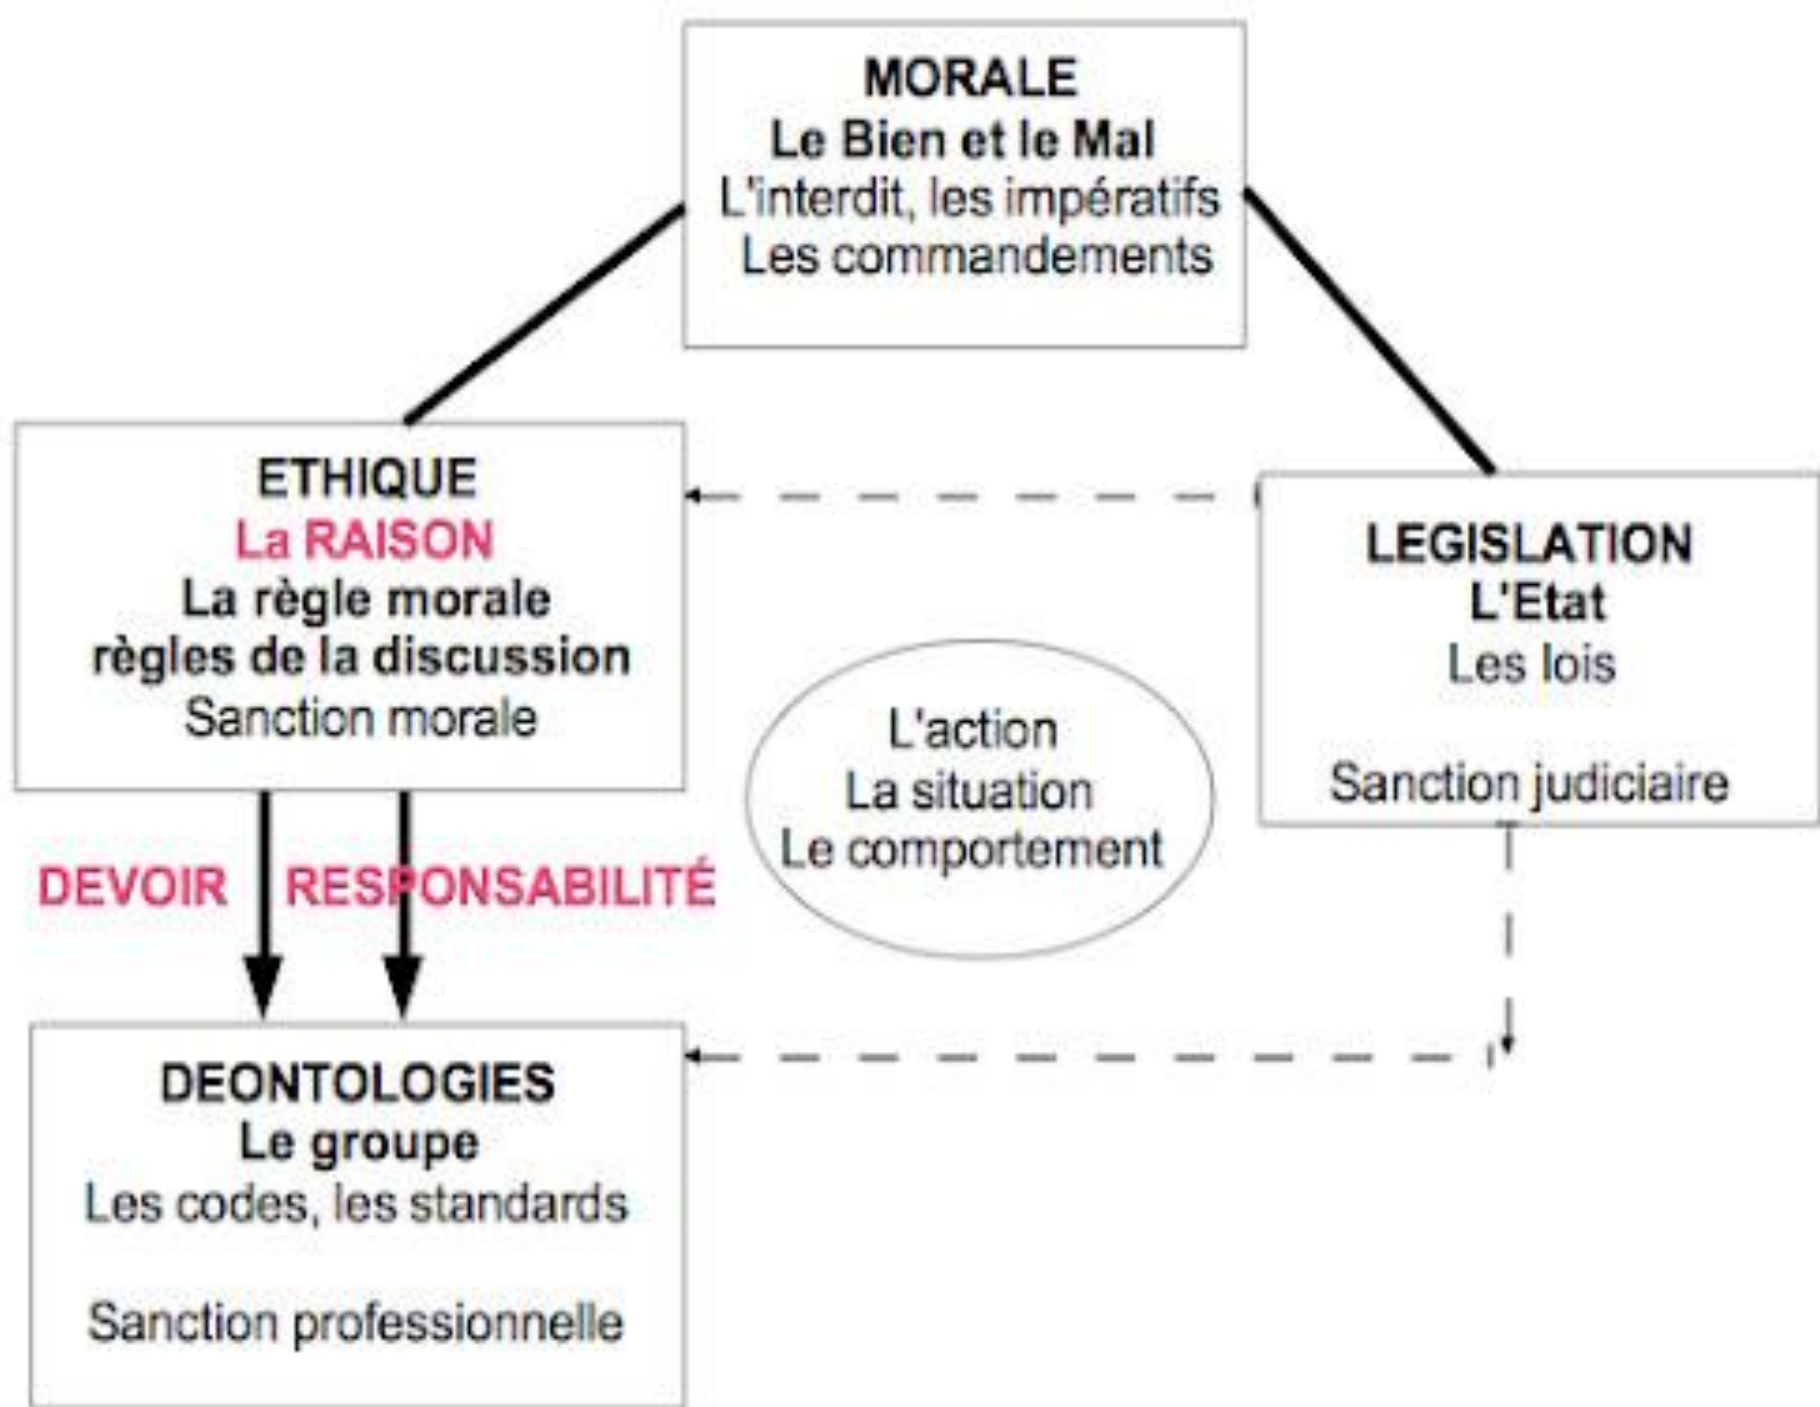 MORALE
Le Bien et le Mal
L'interdit, les impératifs
Les commandements
ETHIQUE
La RAISON
La règle morale
règles de la discussion
Sanction morale
LEGISLATION
L'Etat
Les lois
Sanction judiciaire
L'action
La situation
Le comportement
DEVOIR
RESPONSABILITÉ
DEONTOLOGIES
Le groupe
Les codes, les standards
Sanction professionnelle